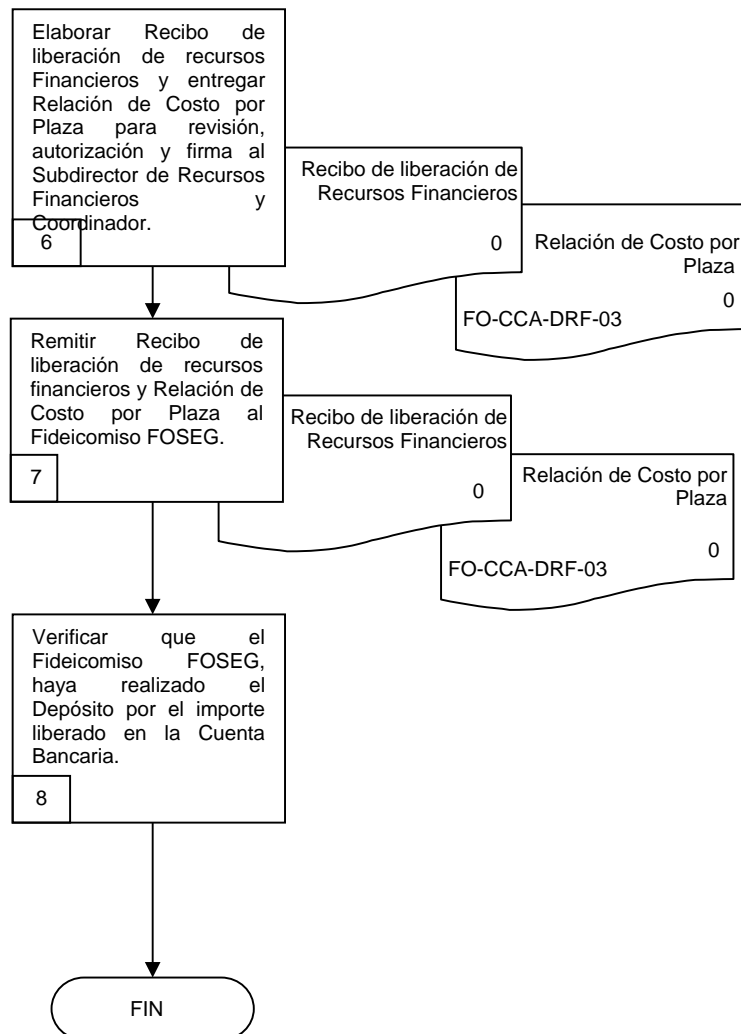 Elaborar Recibo de
liberación de recursos
Financieros y entregar
Relación de Costo por
Plaza para revisión,
autorización y firma al
Subdirector de Recursos
Financieros y
Coordinador.
6
Recibo de liberación de
Recursos Financieros
0
Relación de Costo por
Plaza
0
FO-CCA-DRF-03
Remitir Recibo de
liberación de recursos
financieros y Relación de
Costo por Plaza al
Fideicomiso FOSEG.
7
Recibo de liberación de
Recursos Financieros
0
Relación de Costo por
Plaza
0
FO-CCA-DRF-03
Verificar que el
Fideicomiso FOSEG,
haya realizado el
Depósito por el importe
liberado en la Cuenta
Bancaria.
8
FIN